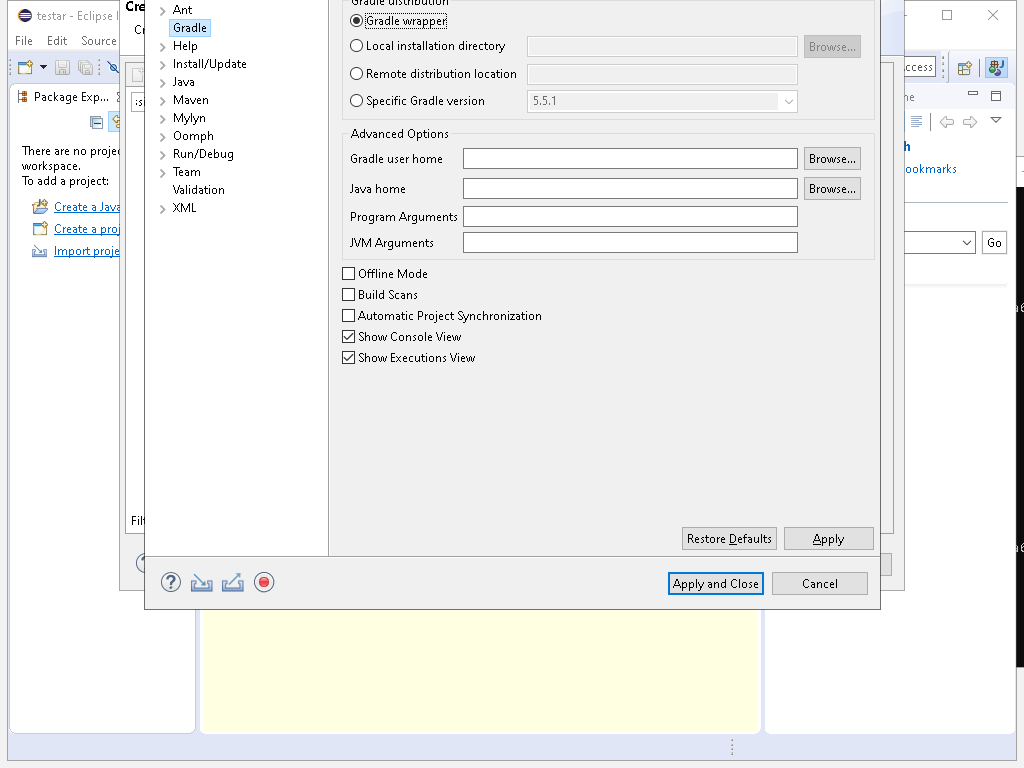 testar - Eclipse I
File Edit Source
Package Exp...
There are no projec
workspace.
To add a project:
Create a Java
Create a proj
Import proje
Cre
Filt
Ant
Gradle
Help
Install/Update
Java
Maven
Mylyn
Oomph
Run/Debug
Team
Validation
XML
Gradle distribution
Gradle wrapper
Local installation directory
Browse...
Remote distribution location
Specific Gradle version
5.5.1
Advanced Options
Gradle user home
Browse...
Java home
Browse...
Program Arguments
JVM Arguments
Offline Mode
Build Scans
Automatic Project Synchronization
Show Console View
Show Executions View
Restore Defaults
Apply
Apply and Close
Cancel
ccess
ne
h
ookmarks
Go